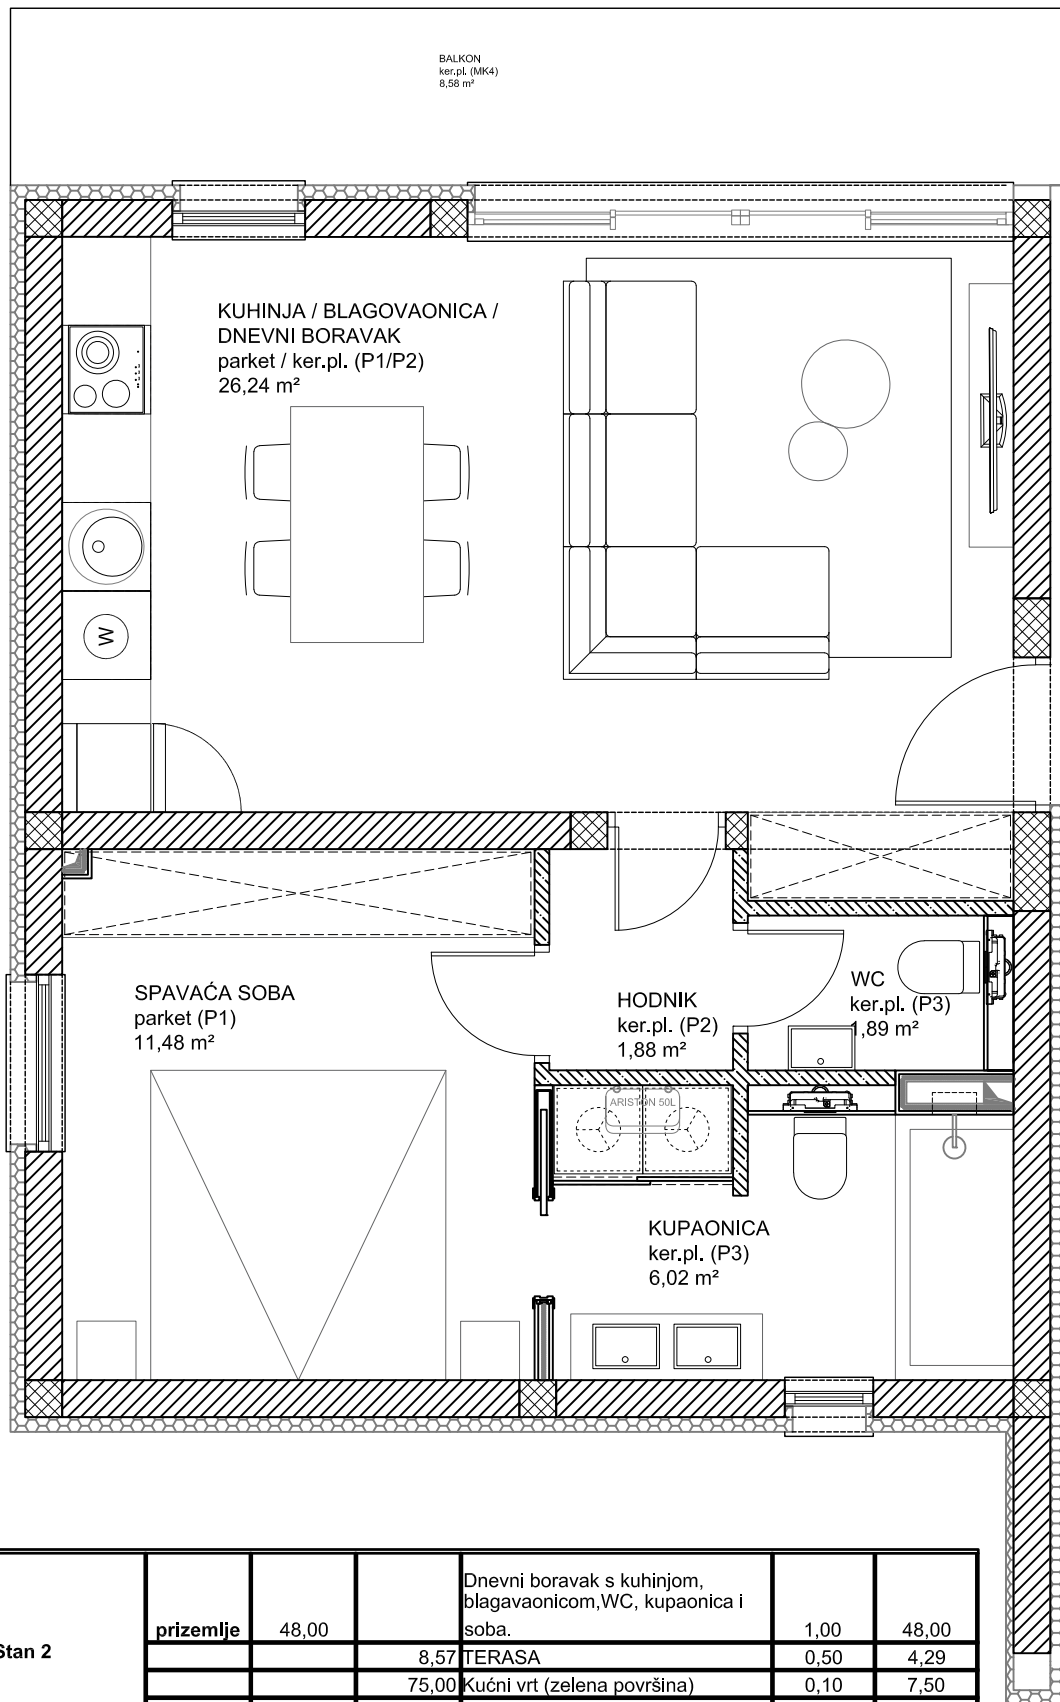 BALKON
ker.pl. (MK4)
8,58 m²
KUHINJA / BLAGOVAONICA /
DNEVNI BORAVAK
parket / ker.pl. (P1/P2)
26,24 m²
W
SPAVAĆA SOBA
parket (P1)
11,48 m²
HODNIK
ker.pl. (P2)
1,88 m²
WC
ker.pl. (P3)
1,89 m²
ARISTON 50L
KUPAONICA
ker.pl. (P3)
6,02 m²
Stan 2
prizemlje 48,00 Dnevni boravak s kuhinjom,
blagavaonicom,WC, kupaonica i
soba. 1,00 48,00
8,57 TERASA 0,50 4,29
75,00 Kućni vrt (zelena površina) 0,10 7,50